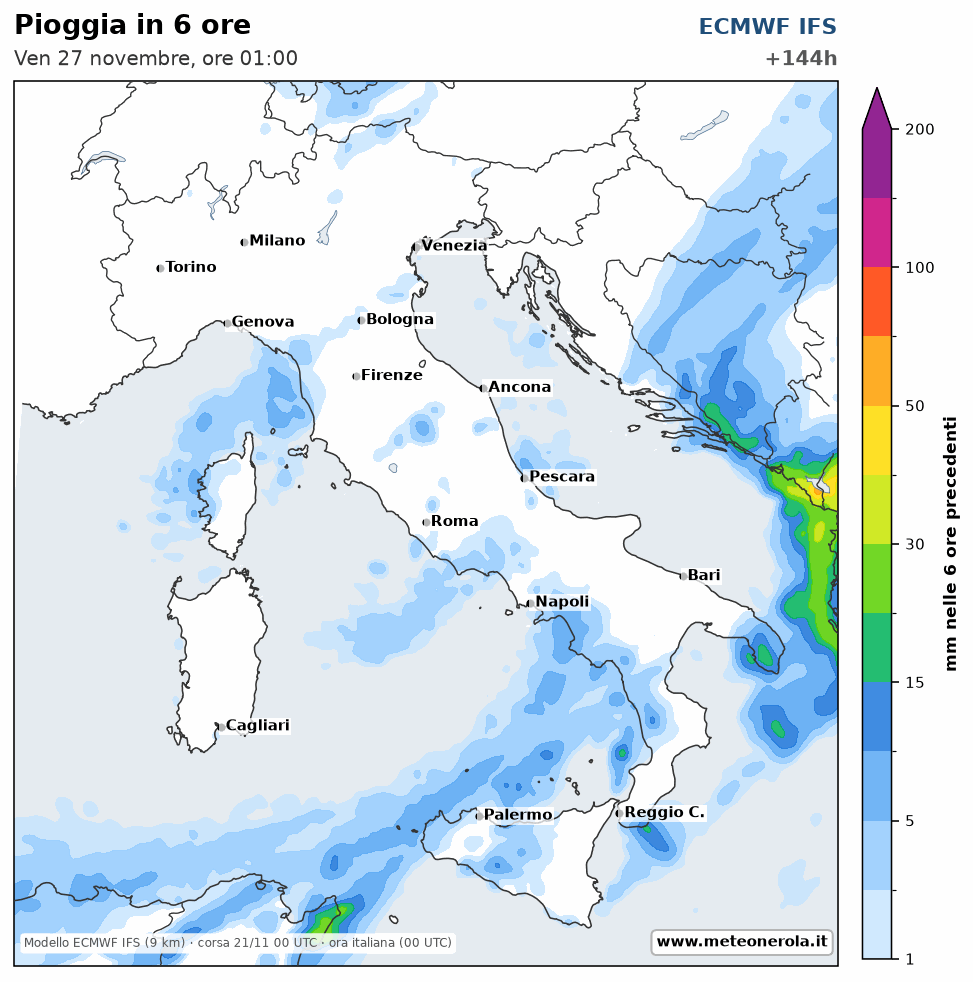 Pioggia in 6 ore
ECMWF IFS
Ven 27 novembre, ore 01:00
+144h
200
100
50
30
15
5
1
mm nelle 6 ore precedenti
Milano
Venezia
Torino
Genova
Bologna
Firenze
Ancona
Pescara
Roma
Bari
Napoli
Cagliari
Palermo
Reggio C.
Modello ECMWF IFS (9 km) · corsa 21/11 00 UTC · ora italiana (00 UTC)
www.meteonerola.it